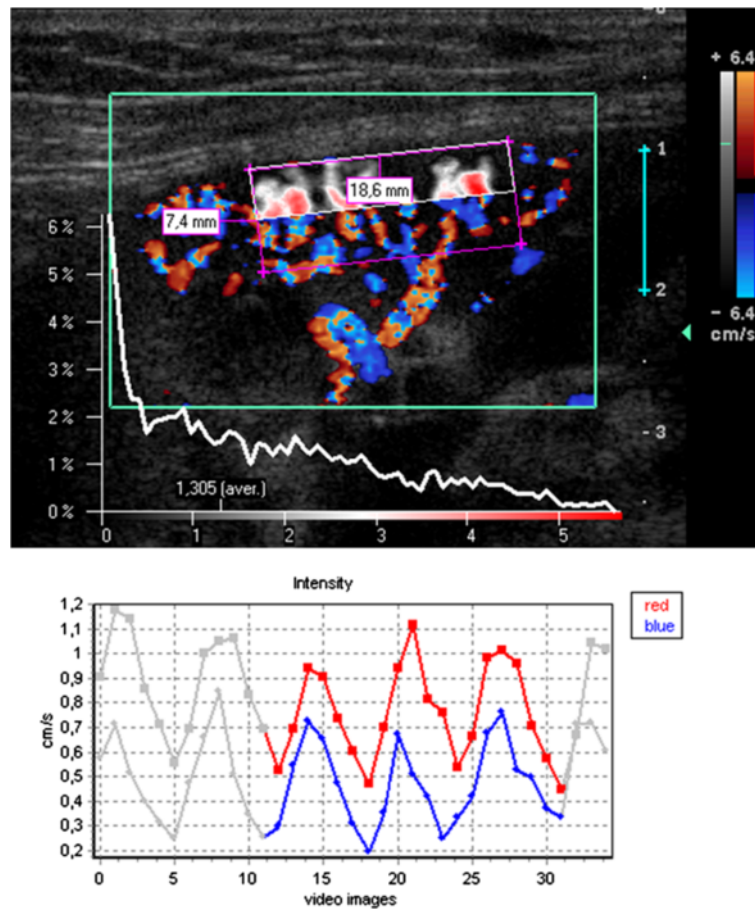 + 6.4
1
18,6 mm
7,4 mm
6%
5%
2
− 6.4
cm/s
4%
3%
2%
-3
1%
1,305 (aver.)
0%
0 1 2 3 4 5
Intensity
red
blue
1,2
1,1
1
0,9
0,8
0,7
0,6
0,5
0,4
0,3
0,2
cm/s
0 5 10 15 20 25 30
video images